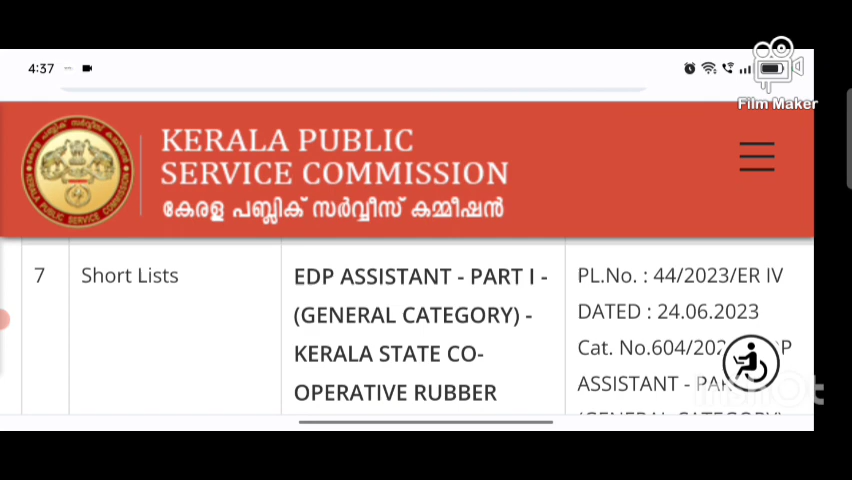 4:37
Film Maker
KERALA PUBLIC
SERVICE COMMISSION
കേരള പബ്ലിക് സർവ്വീസ് കമ്മീഷൻ
7
Short Lists
EDP ASSISTANT - PART I -
(GENERAL CATEGORY) -
KERALA STATE CO-
OPERATIVE RUBBER
PL.No. : 44/2023/ER IV
DATED : 24.06.2023
Cat. No.604/202
ASSISTANT -
(GENERAL CATEGORY)